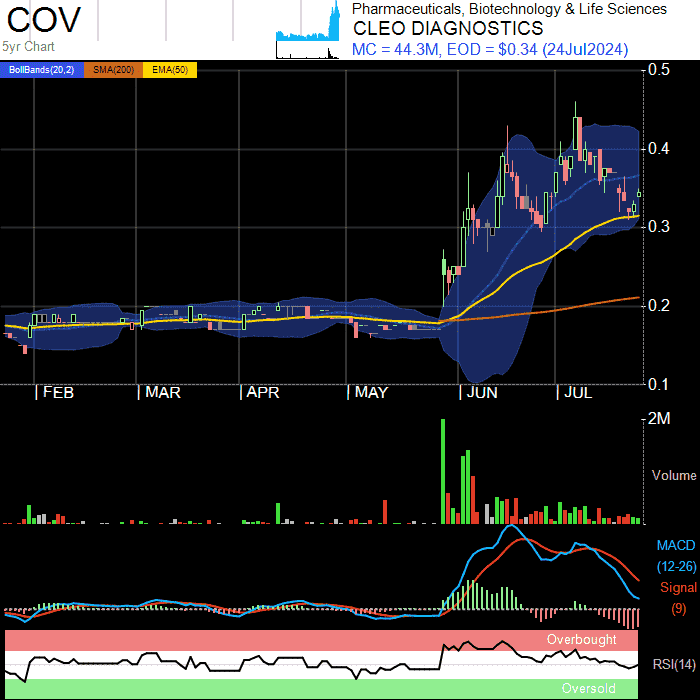 COV
5yr Chart
Pharmaceuticals, Biotechnology & Life Sciences
CLEO DIAGNOSTICS
MC = 44.3M, EOD = $0.34 (24Jul2024)
BollBands(20,2) SMA(200) EMA(50)
0.5
0.4
0.3
0.2
0.1
FEB MAR APR MAY JUN JUL
2M
Volume
MACD
(12-26)
Signal
(9)
Overbought
RSI(14)
Oversold